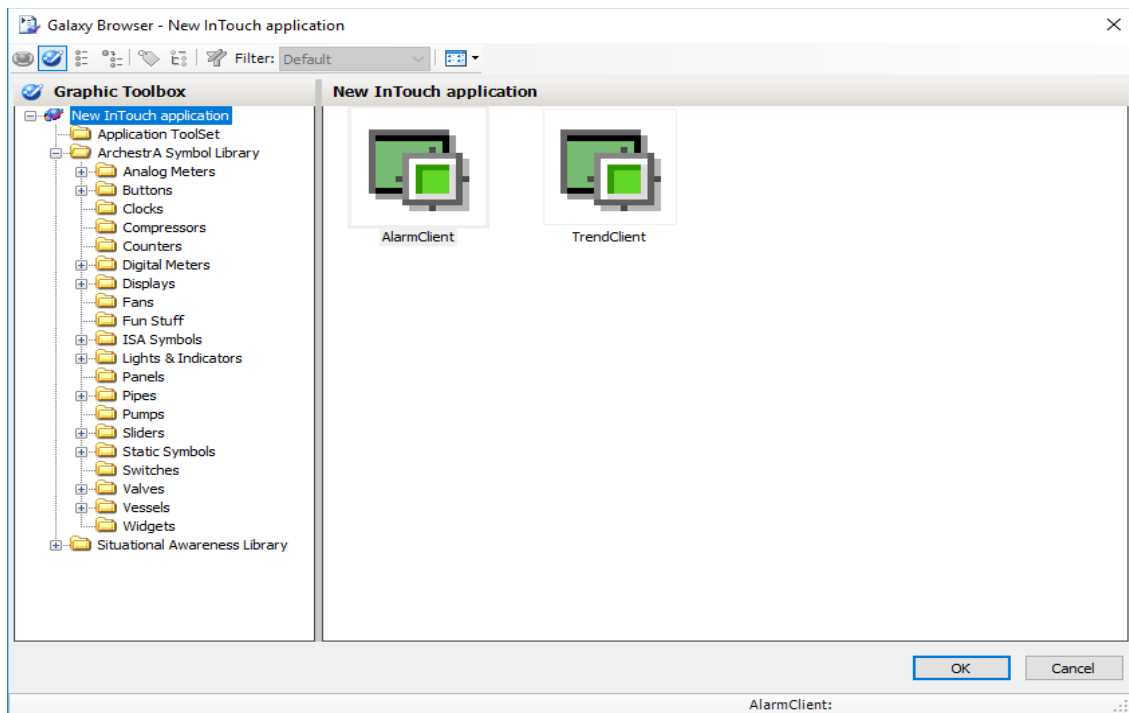 Galaxy Browser - New InTouch application
Filter: Default
Graphic Toolbox
New InTouch application
Application ToolSet
ArchestrA Symbol Library
Analog Meters
Buttons
Clocks
Compressors
Counters
Digital Meters
Displays
Fans
Fun Stuff
ISA Symbols
Lights & Indicators
Panels
Pipes
Pumps
Sliders
Static Symbols
Switches
Valves
Vessels
Widgets
Situational Awareness Library
New InTouch application
AlarmClient TrendClient
OK Cancel
AlarmClient: